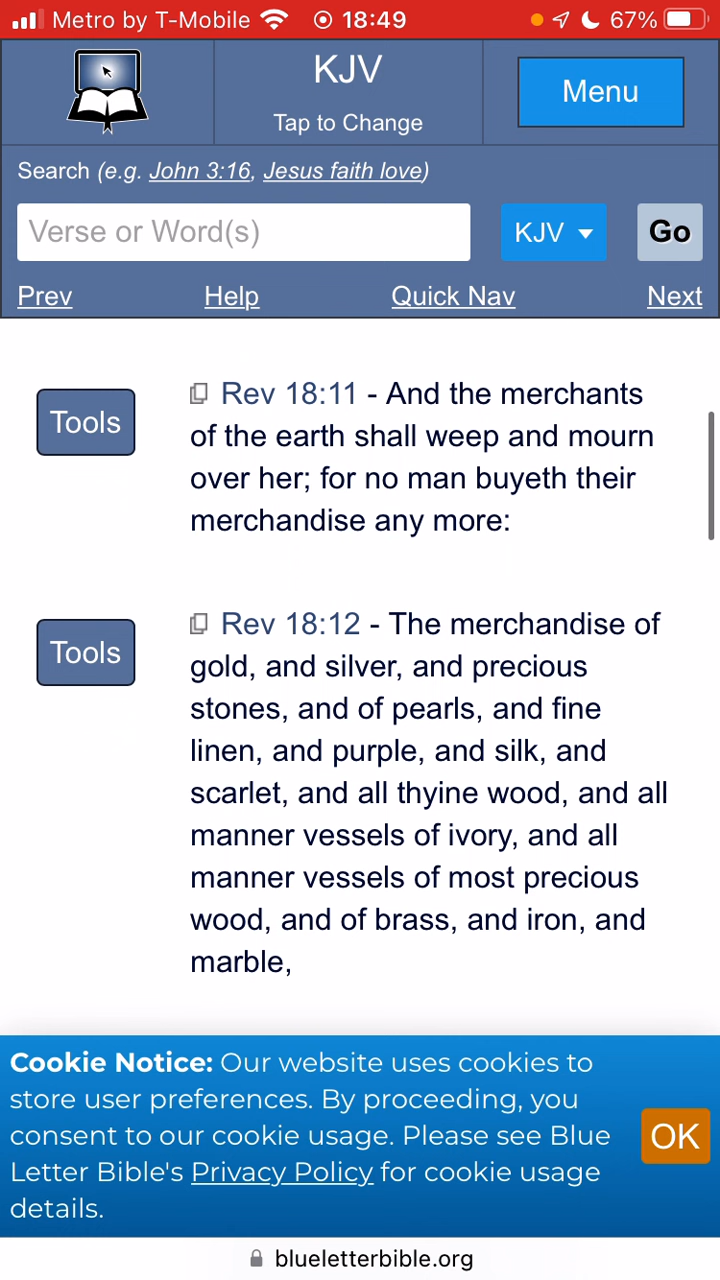 Metro by T-Mobile 18:49 67%
KJV
Tap to Change
Menu
Search (e.g. John 3:16, Jesus faith love)
Verse or Word(s) KJV Go
Prev Help Quick Nav Next
Tools
Rev 18:11 - And the merchants
of the earth shall weep and mourn
over her; for no man buyeth their
merchandise any more:
Tools
Rev 18:12 - The merchandise of
gold, and silver, and precious
stones, and of pearls, and fine
linen, and purple, and silk, and
scarlet, and all thyine wood, and all
manner vessels of ivory, and all
manner vessels of most precious
wood, and of brass, and iron, and
marble,
Cookie Notice: Our website uses cookies to
store user preferences. By proceeding, you
consent to our cookie usage. Please see Blue
Letter Bible's Privacy Policy for cookie usage
details.
OK
blueletterbible.org